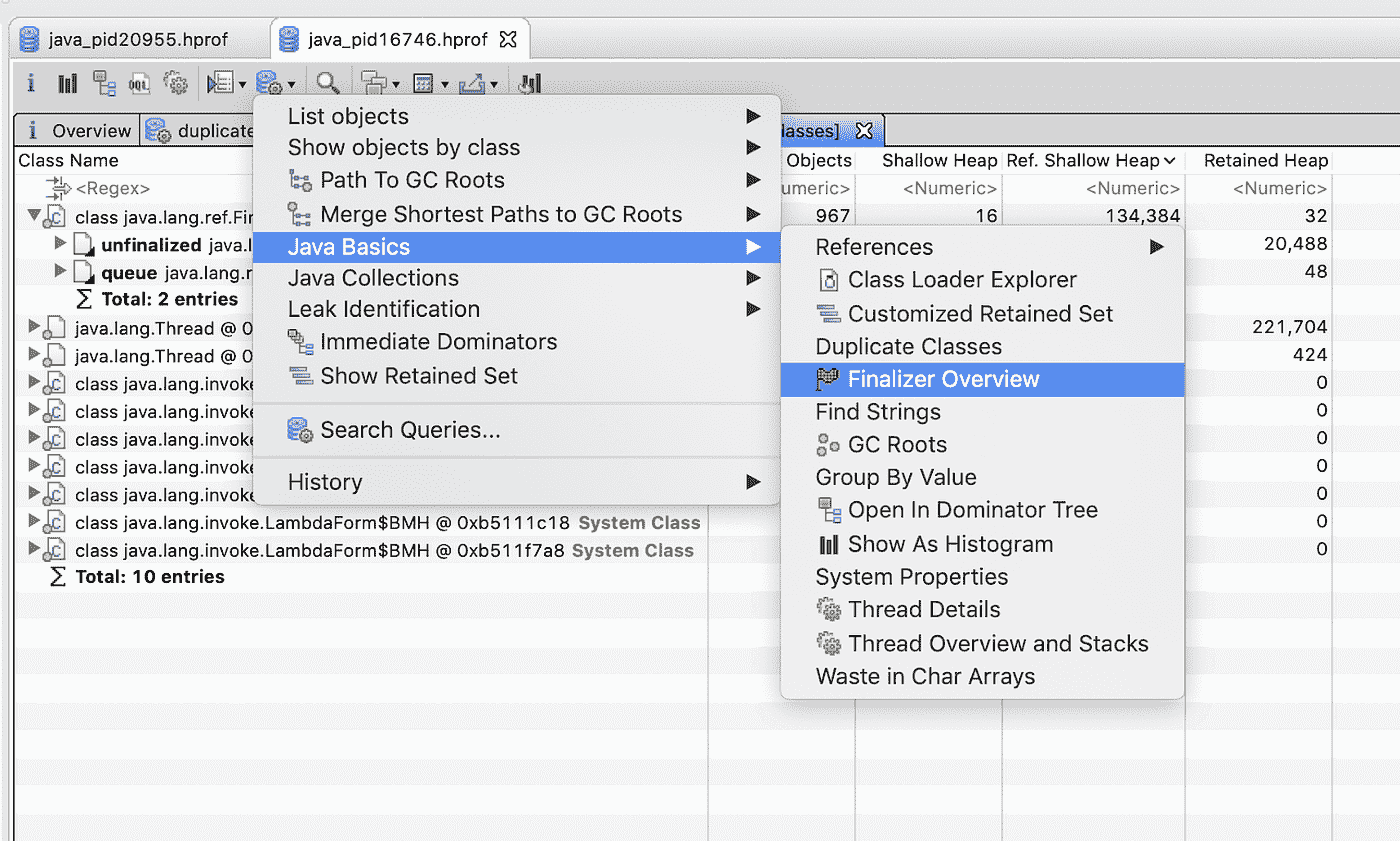 java_pid20955.hprof
java_pid16746.hprof
i
OQL
i Overview
duplicate
lasses]
Class Name
Objects
Shallow Heap
Ref. Shallow Heap
Retained Heap
<Regex>
umeric>
<Numeric>
<Numeric>
<Numeric>
class java.lang.ref.Fi
967
16
134,384
32
unfinalized java.l
20,488
queue java.lang.r
48
Σ Total: 2 entries
java.lang.Thread @ 0
221,704
java.lang.Thread @ 0
424
class java.lang.invoke
0
class java.lang.invoke
0
class java.lang.invoke
0
class java.lang.invoke
0
class java.lang.invoke
0
class java.lang.invoke.LambdaForm$BMH @ 0xb5111c18 System Class
0
class java.lang.invoke.LambdaForm$BMH @ 0xb511f7a8 System Class
0
Σ Total: 10 entries
List objects
Show objects by class
Path To GC Roots
Merge Shortest Paths to GC Roots
Java Basics
Java Collections
Leak Identification
Immediate Dominators
Show Retained Set
Search Queries...
History
References
Class Loader Explorer
Customized Retained Set
Duplicate Classes
Finalizer Overview
Find Strings
GC Roots
Group By Value
Open In Dominator Tree
Show As Histogram
System Properties
Thread Details
Thread Overview and Stacks
Waste in Char Arrays